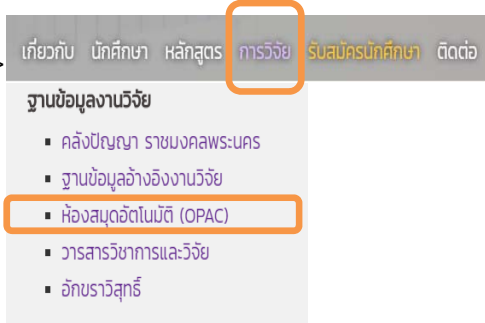 เกี่ยวกับ นักศึกษา หลักสูตร การวิจัย รับสมัครนักศึกษา ติดต่อ
ฐานข้อมูลงานวิจัย
▪ คลังปัญญา ราชมงคลพระนคร
▪ ฐานข้อมูลอ้างอิงงานวิจัย
▪ ห้องสมุดอัตโนมัติ (OPAC)
▪ วารสารวิชาการและวิจัย
▪ อักขราวิสุทธิ์